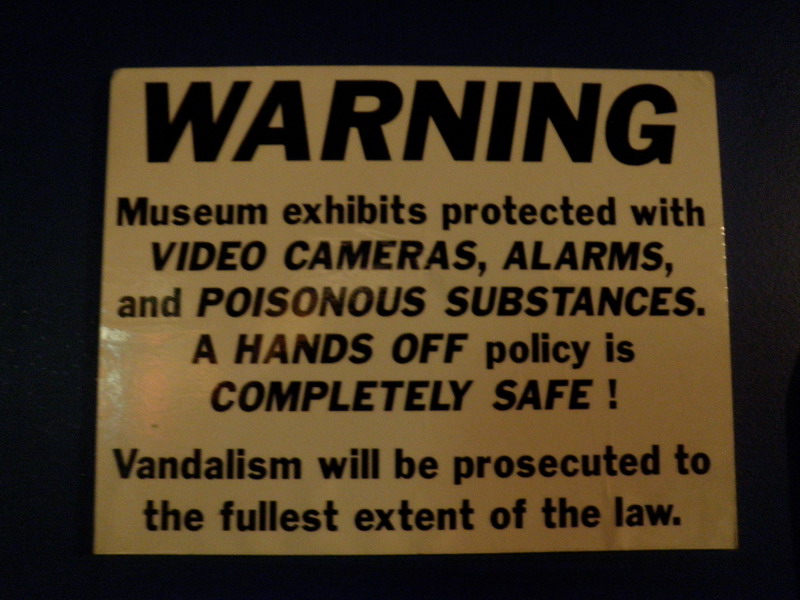 WARNING
Museum exhibits protected with
VIDEO CAMERAS, ALARMS,
and POISONOUS SUBSTANCES.
A HANDS OFF policy is
COMPLETELY SAFE !
Vandalism will be prosecuted to
the fullest extent of the law.